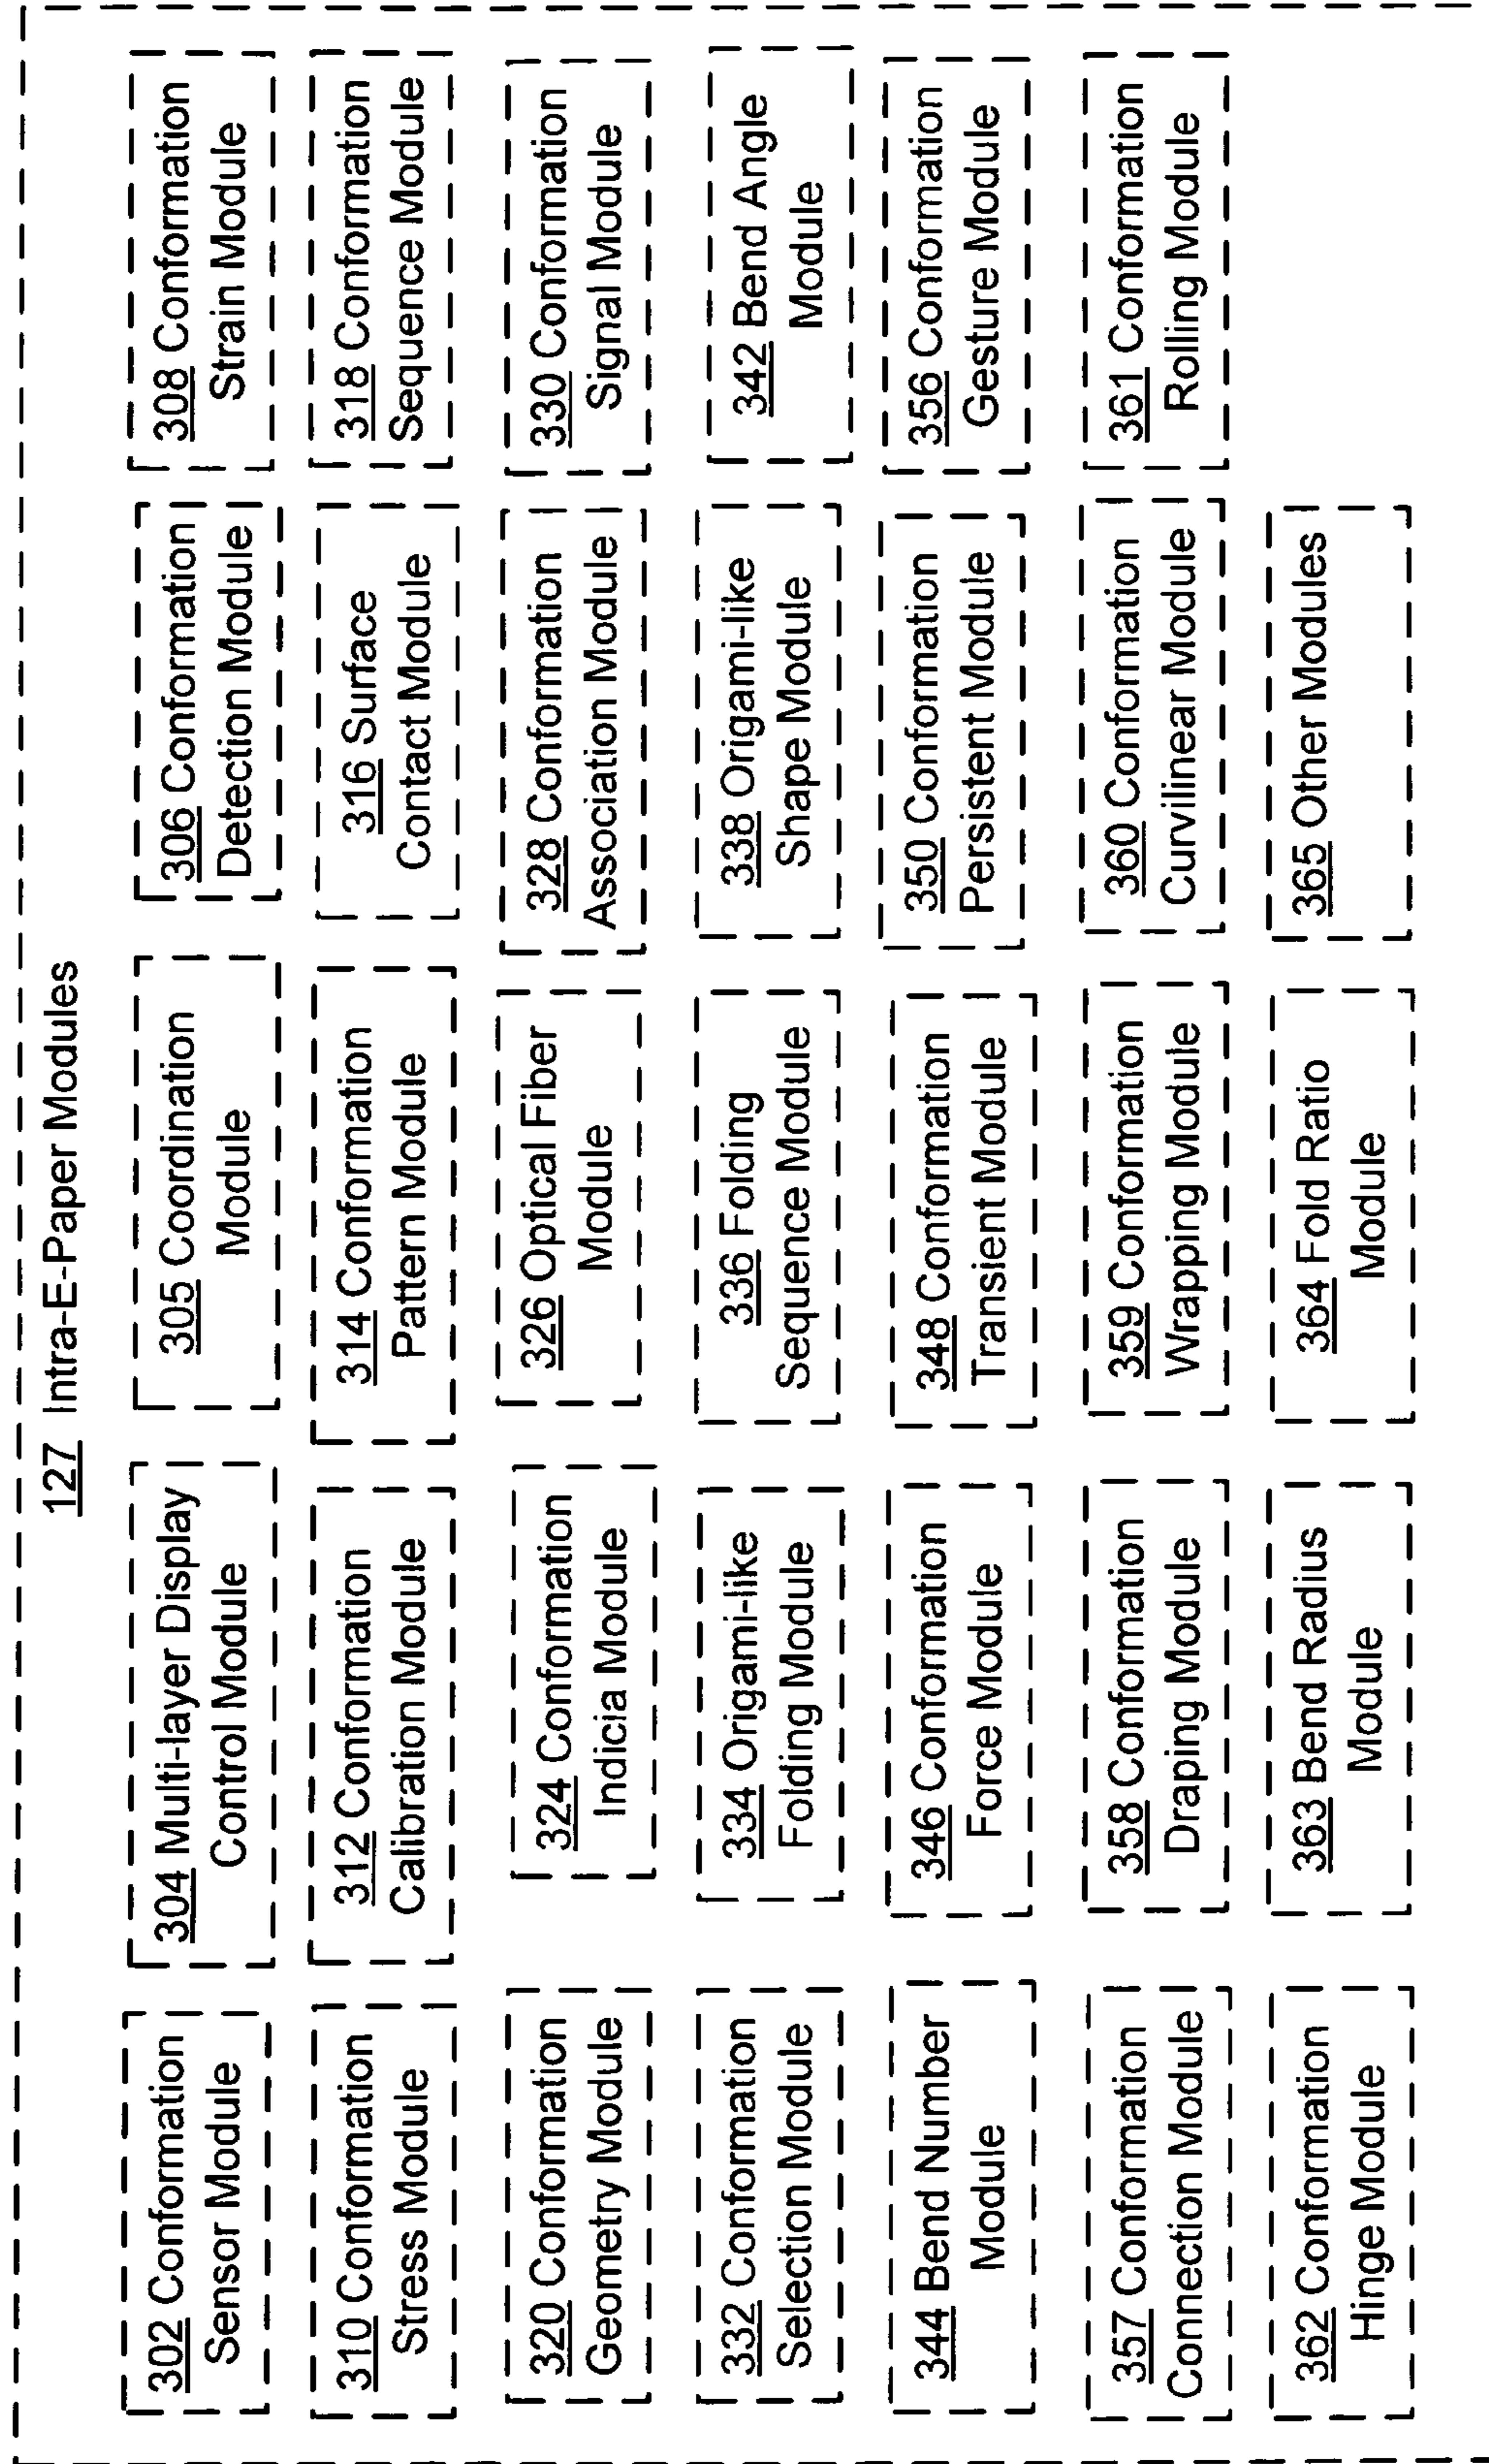 127 Intra-E-Paper Modules
302 Conformation
Sensor Module
304 Multi-layer Display
Control Module
305 Coordination
Module
306 Conformation
Detection Module
308 Conformation
Strain Module
310 Conformation
Stress Module
312 Conformation
Calibration Module
314 Conformation
Pattern Module
316 Surface
Contact Module
318 Conformation
Sequence Module
320 Conformation
Geometry Module
324 Conformation
Indicia Module
326 Optical Fiber
Module
328 Conformation
Association Module
330 Conformation
Signal Module
332 Conformation
Selection Module
334 Origami-like
Folding Module
336 Folding
Sequence Module
338 Origami-like
Shape Module
342 Bend Angle
Module
344 Bend Number
Module
346 Conformation
Force Module
348 Conformation
Transient Module
350 Conformation
Persistent Module
356 Conformation
Gesture Module
357 Conformation
Connection Module
358 Conformation
Draping Module
359 Conformation
Wrapping Module
360 Conformation
Curvilinear Module
361 Conformation
Rolling Module
362 Conformation
Hinge Module
363 Bend Radius
Module
364 Fold Ratio
Module
365 Other Modules